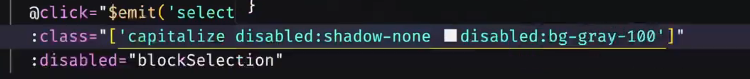 @click="$emit('select }
:class="['capitalize disabled:shadow-none disabled:bg-gray-100']"
:disabled="blockSelection"